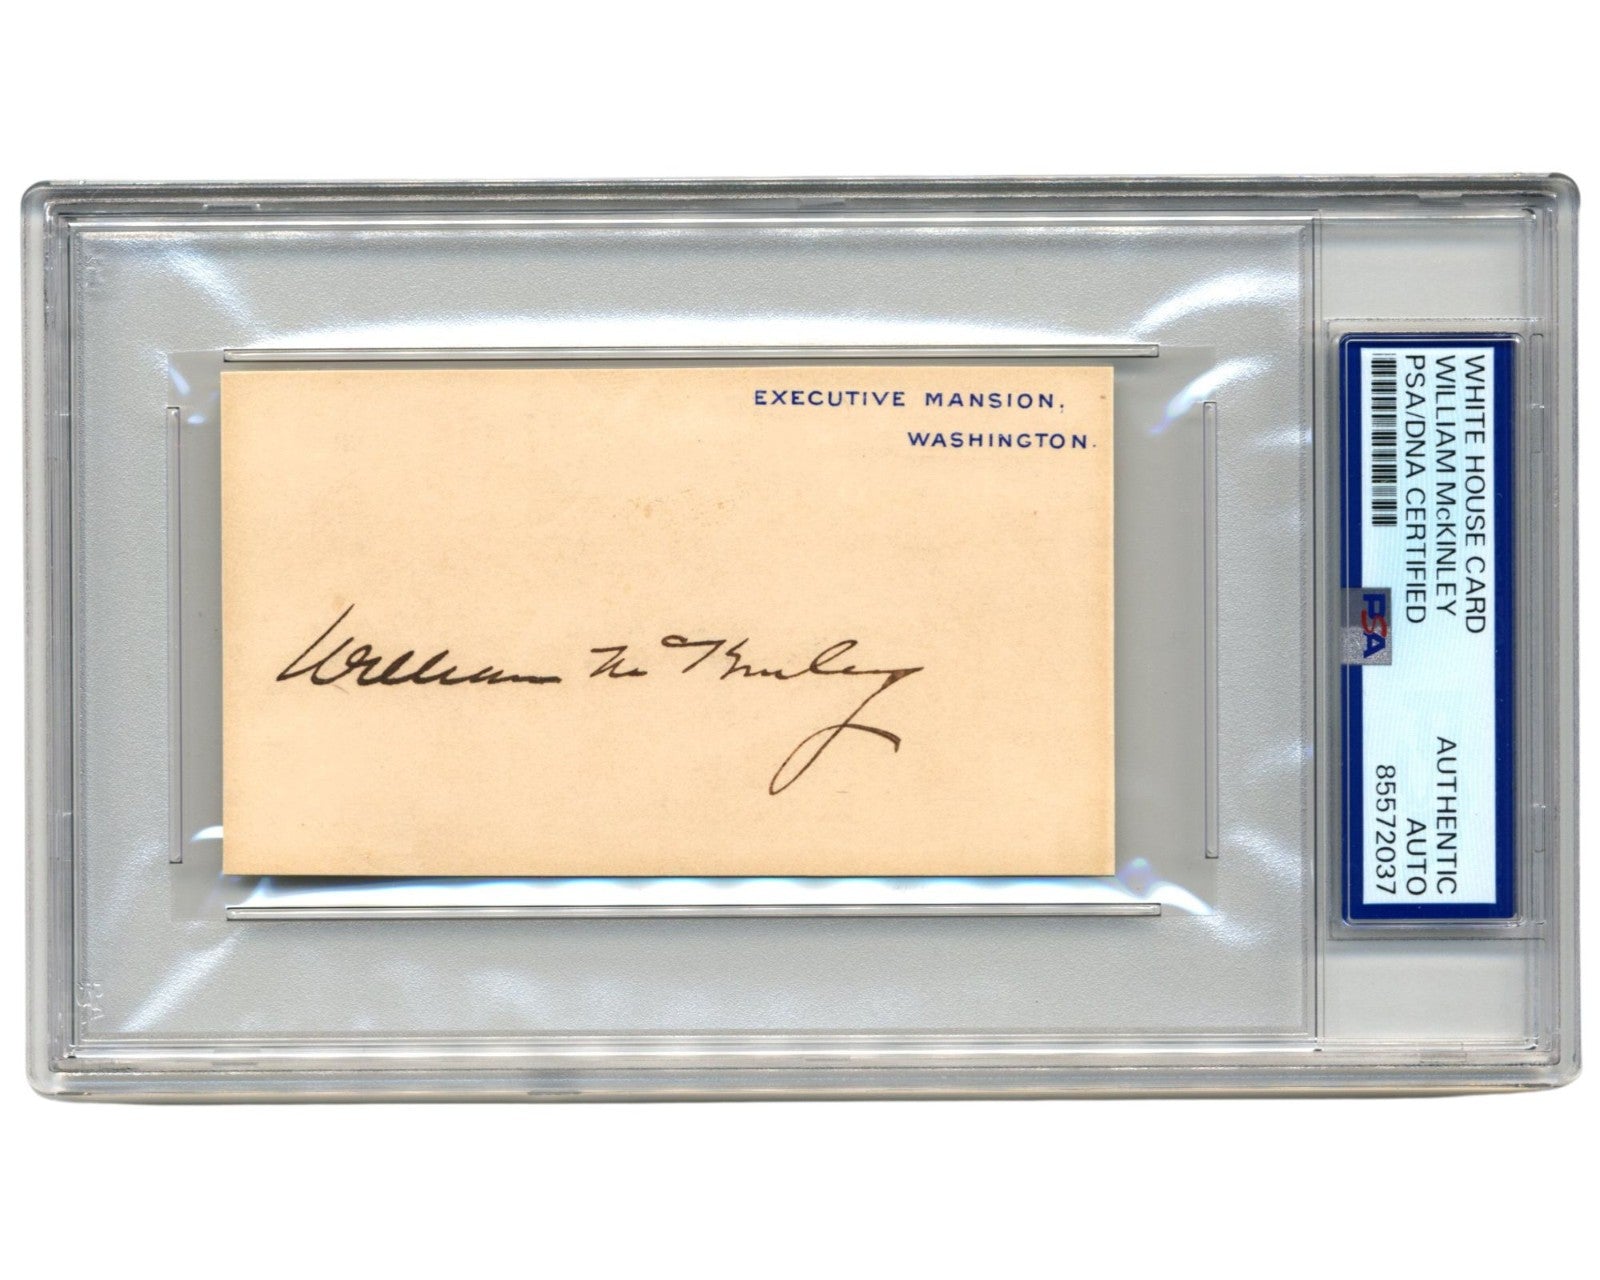 EXECUTIVE MANSION,
WASHINGTON.
William McKinley
WHITE HOUSE CARD
WILLIAM McKINLEY
PSA/DNA CERTIFIED
AUTHENTIC
AUTO
85572037
PSA